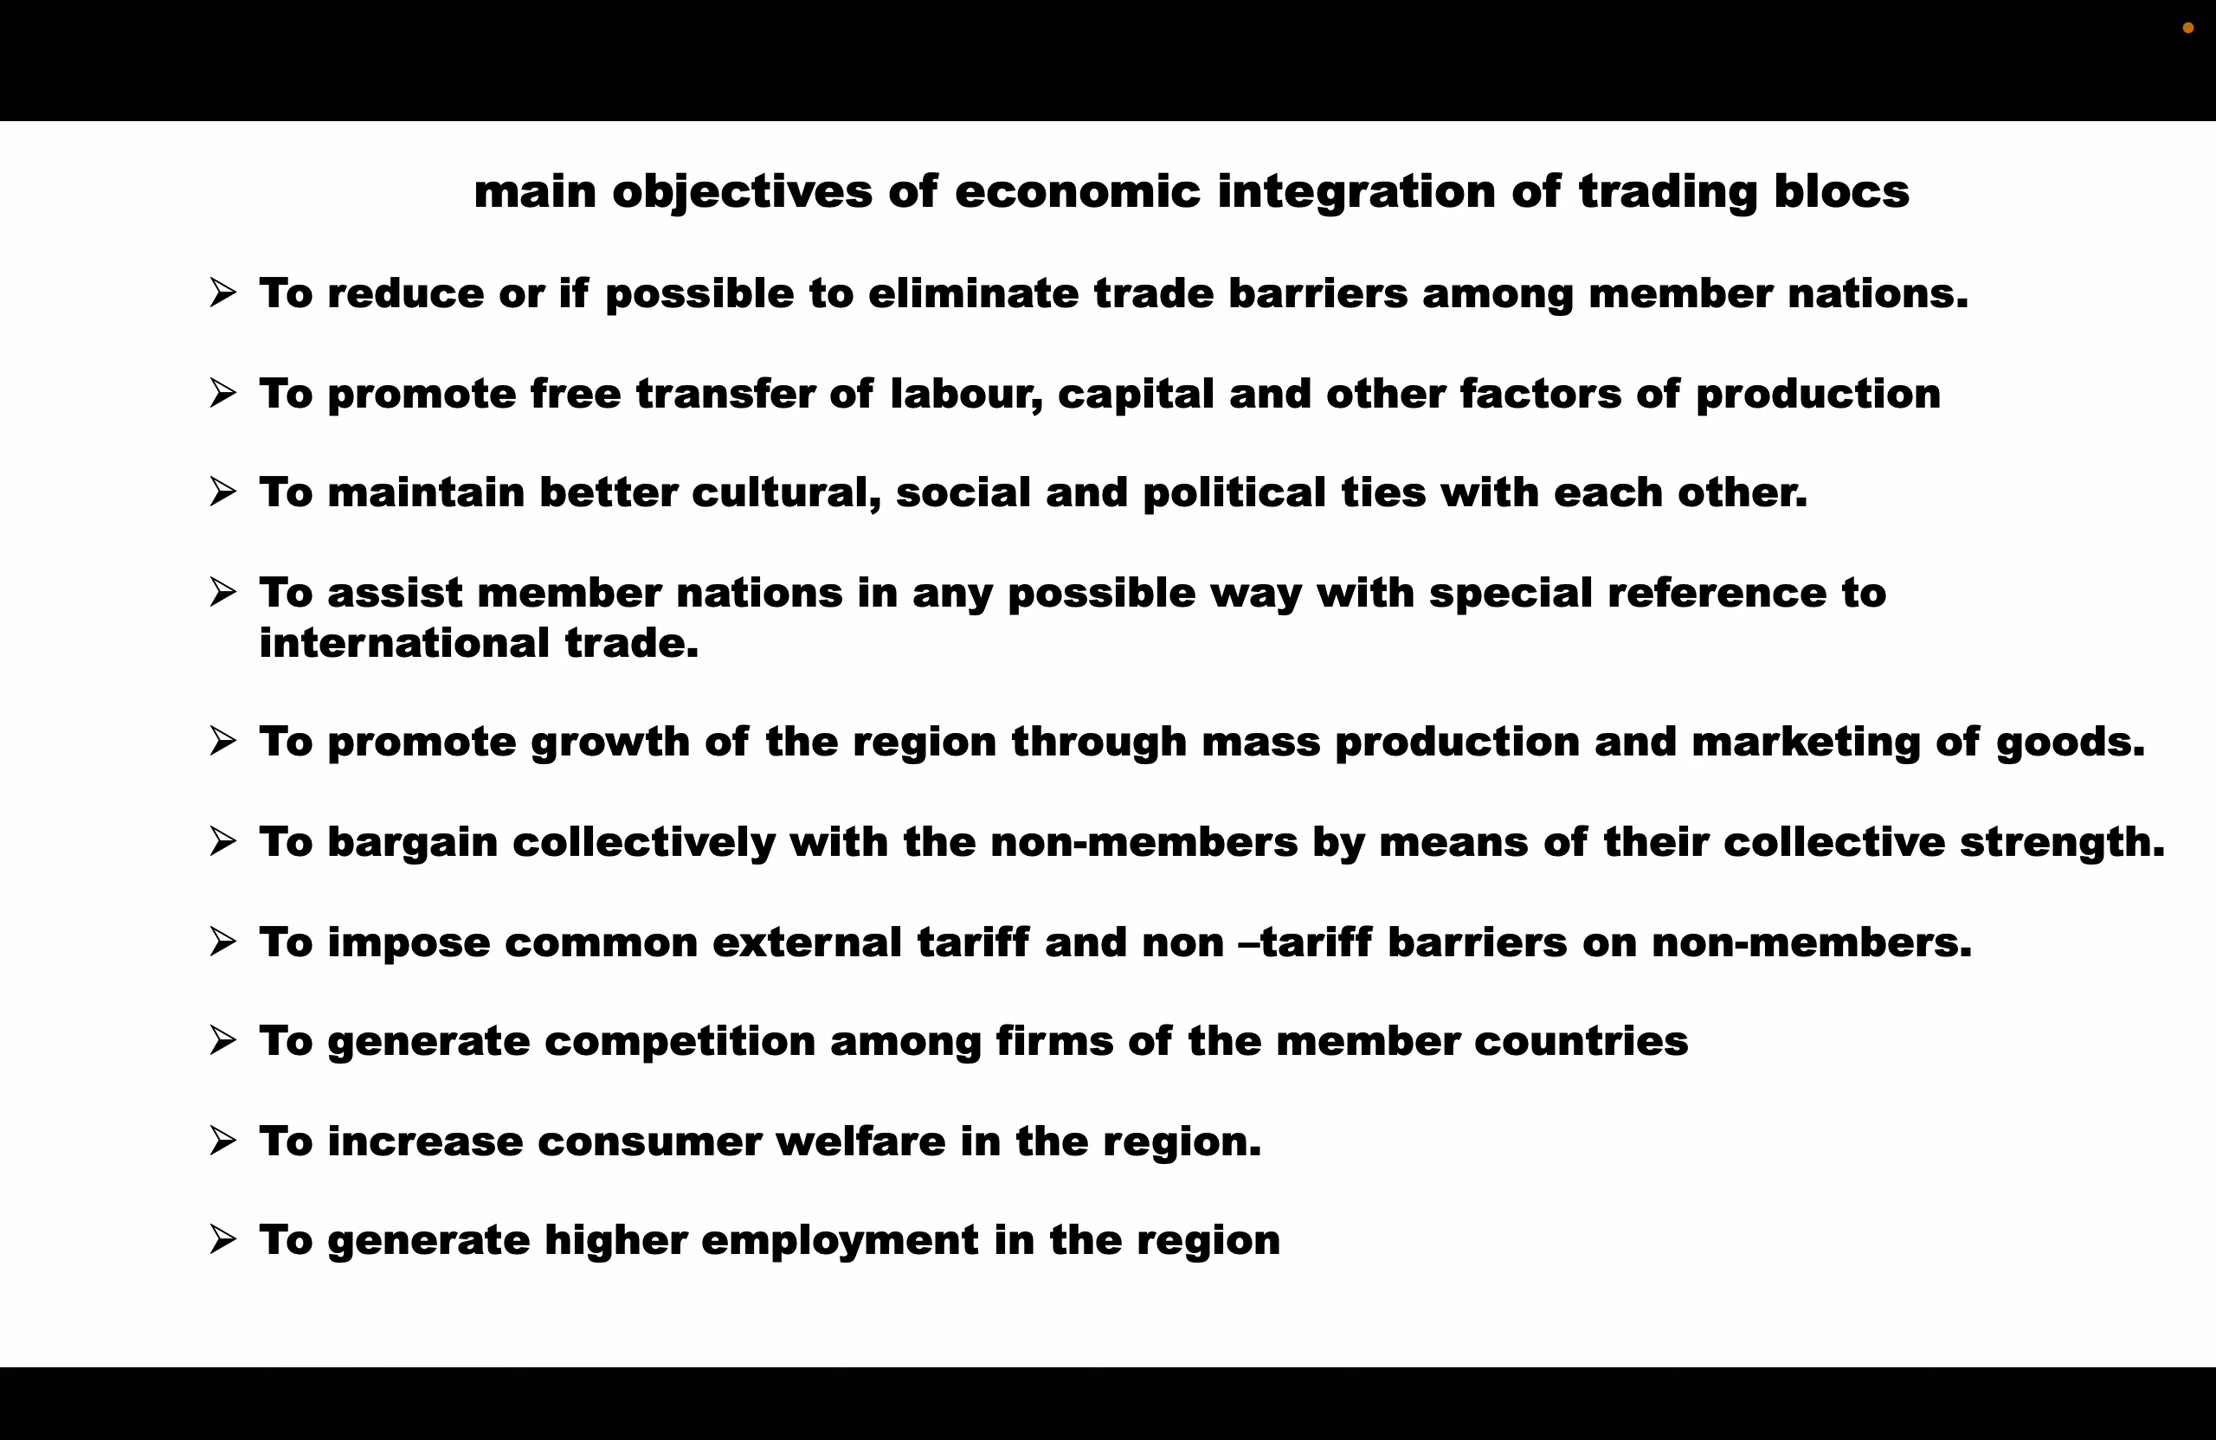 main objectives of economic integration of trading blocs
➢ To reduce or if possible to eliminate trade barriers among member nations.
➢ To promote free transfer of labour, capital and other factors of production
➢ To maintain better cultural, social and political ties with each other.
➢ To assist member nations in any possible way with special reference to
international trade.
➢ To promote growth of the region through mass production and marketing of goods.
➢ To bargain collectively with the non-members by means of their collective strength.
➢ To impose common external tariff and non –tariff barriers on non-members.
➢ To generate competition among firms of the member countries
➢ To increase consumer welfare in the region.
➢ To generate higher employment in the region